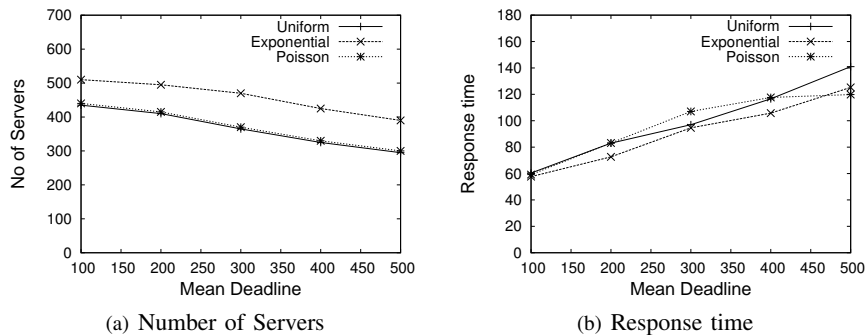 700
600
500
400
300
200
100
0
No of Servers
Uniform
Exponential
Poisson
100 150 200 250 300 350 400 450 500
Mean Deadline
(a) Number of Servers
180
160
140
120
100
80
60
40
20
0
Response time
Uniform
Exponential
Poisson
100 150 200 250 300 350 400 450 500
Mean Deadline
(b) Response time